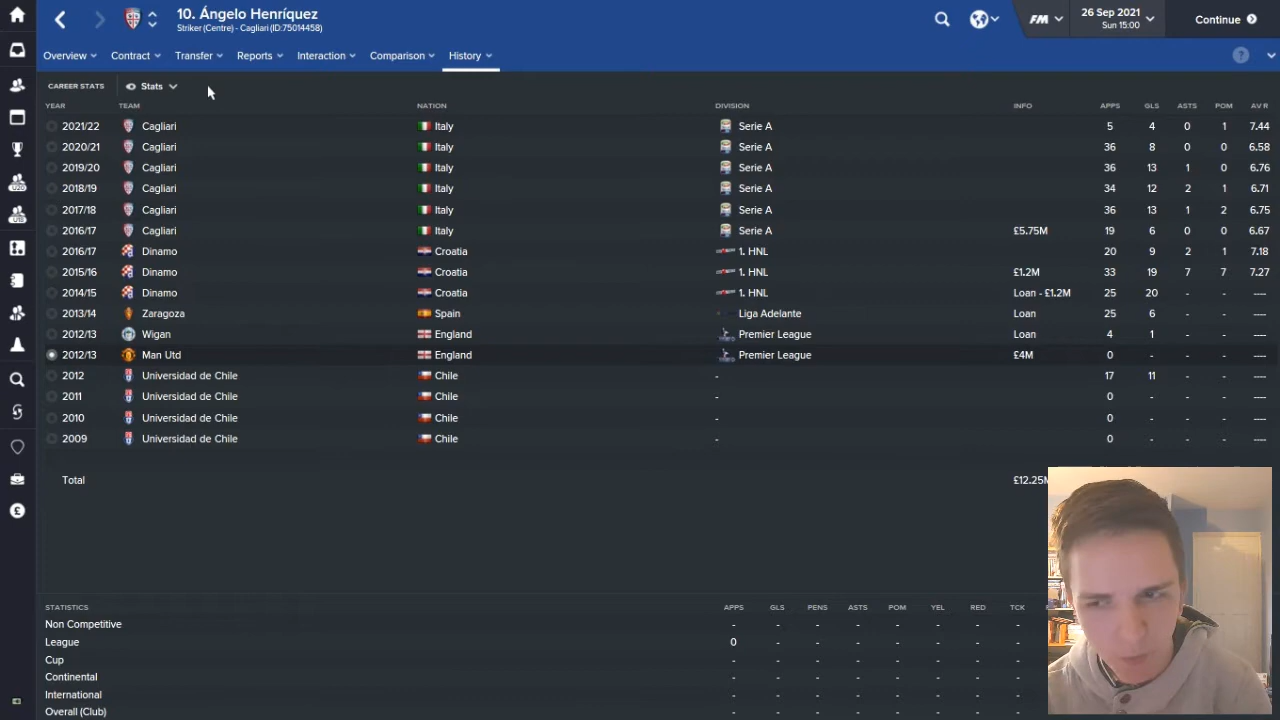 10. Ángelo Henríquez
Striker (Centre) - Cagliari (ID:75014458)
FM
26 Sep 2021
Sun 15:00
Continue
Overview Contract Transfer Reports Interaction Comparison History
CAREER STATS Stats
YEAR TEAM NATION DIVISION INFO APPS GLS ASTS POM AV R
2021/22 Cagliari Italy Serie A 5 4 0 1 7.44
2020/21 Cagliari Italy Serie A 36 8 0 0 6.58
2019/20 Cagliari Italy Serie A 36 13 1 0 6.76
2018/19 Cagliari Italy Serie A 34 12 2 1 6.71
2017/18 Cagliari Italy Serie A 36 13 1 2 6.75
2016/17 Cagliari Italy Serie A £5.75M 19 6 0 0 6.67
2016/17 Dinamo Croatia 1. HNL 20 9 2 1 7.18
2015/16 Dinamo Croatia 1. HNL £1.2M 33 19 7 7 7.27
2014/15 Dinamo Croatia 1. HNL Loan - £1.2M 25 20 - - ----
2013/14 Zaragoza Spain Liga Adelante Loan 25 6 - - ----
2012/13 Wigan England Premier League Loan 4 1 - - ----
2012/13 Man Utd England Premier League £4M 0 - - - ----
2012 Universidad de Chile Chile - 17 11 - - ----
2011 Universidad de Chile Chile - 0 - - - ----
2010 Universidad de Chile Chile - 0 - - - ----
2009 Universidad de Chile Chile - 0 - - - ----
Total £12.25M
STATISTICS APPS GLS PENS ASTS POM YEL RED TCK
Non Competitive - - - - - - - -
League 0 - - - - - - -
Cup - - - - - - - -
Continental - - - - - - - -
International - - - - - - - -
Overall (Club) - - - - - - - -